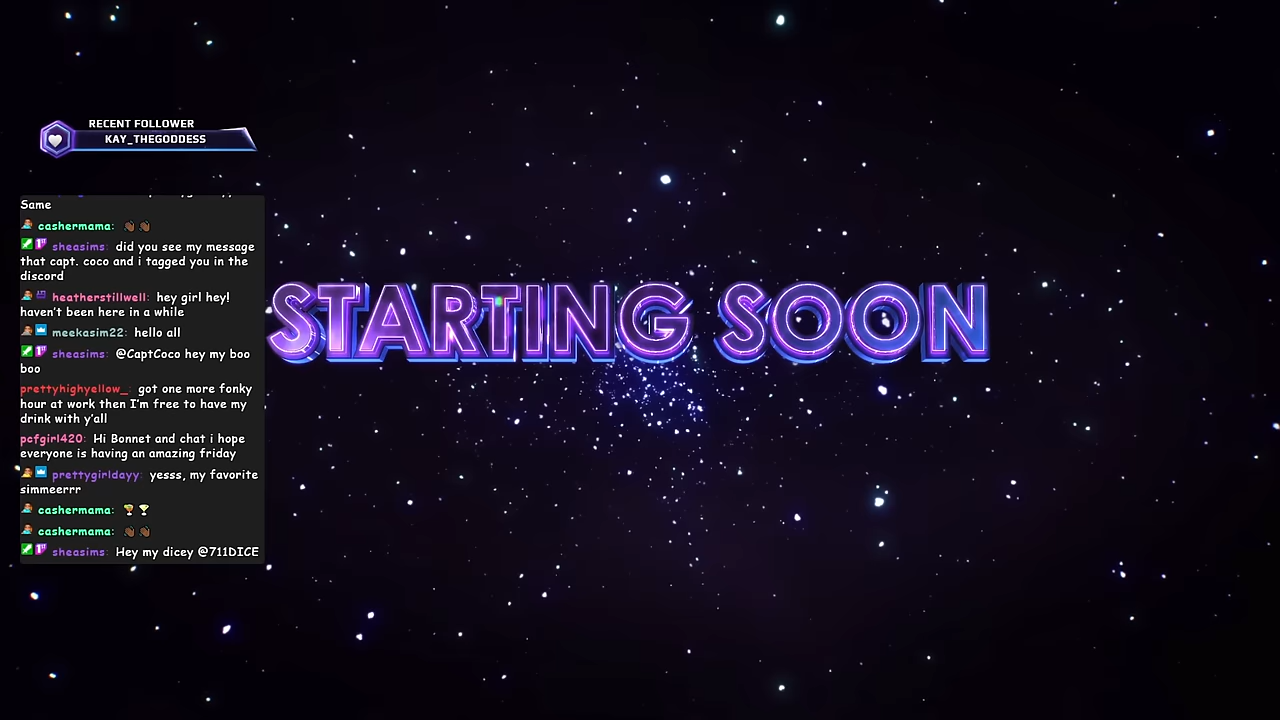 RECENT FOLLOWER
KAY_THEGODDESS
Same
cashermama:
sheasims: did you see my message
that capt. coco and i tagged you in the
discord
heatherstillwell: hey girl hey!
haven't been here in a while
meekasim22: hello all
sheasims: @CaptCoco hey my boo
boo
prettyhighyellow_: got one more fonky
hour at work then I'm free to have my
drink with y'all
pcfgirl420: Hi Bonnet and chat i hope
everyone is having an amazing friday
prettygirldayy: yesss, my favorite
simmeerrr
cashermama:
cashermama:
sheasims: Hey my dicey @711DICE
STARTING SOON